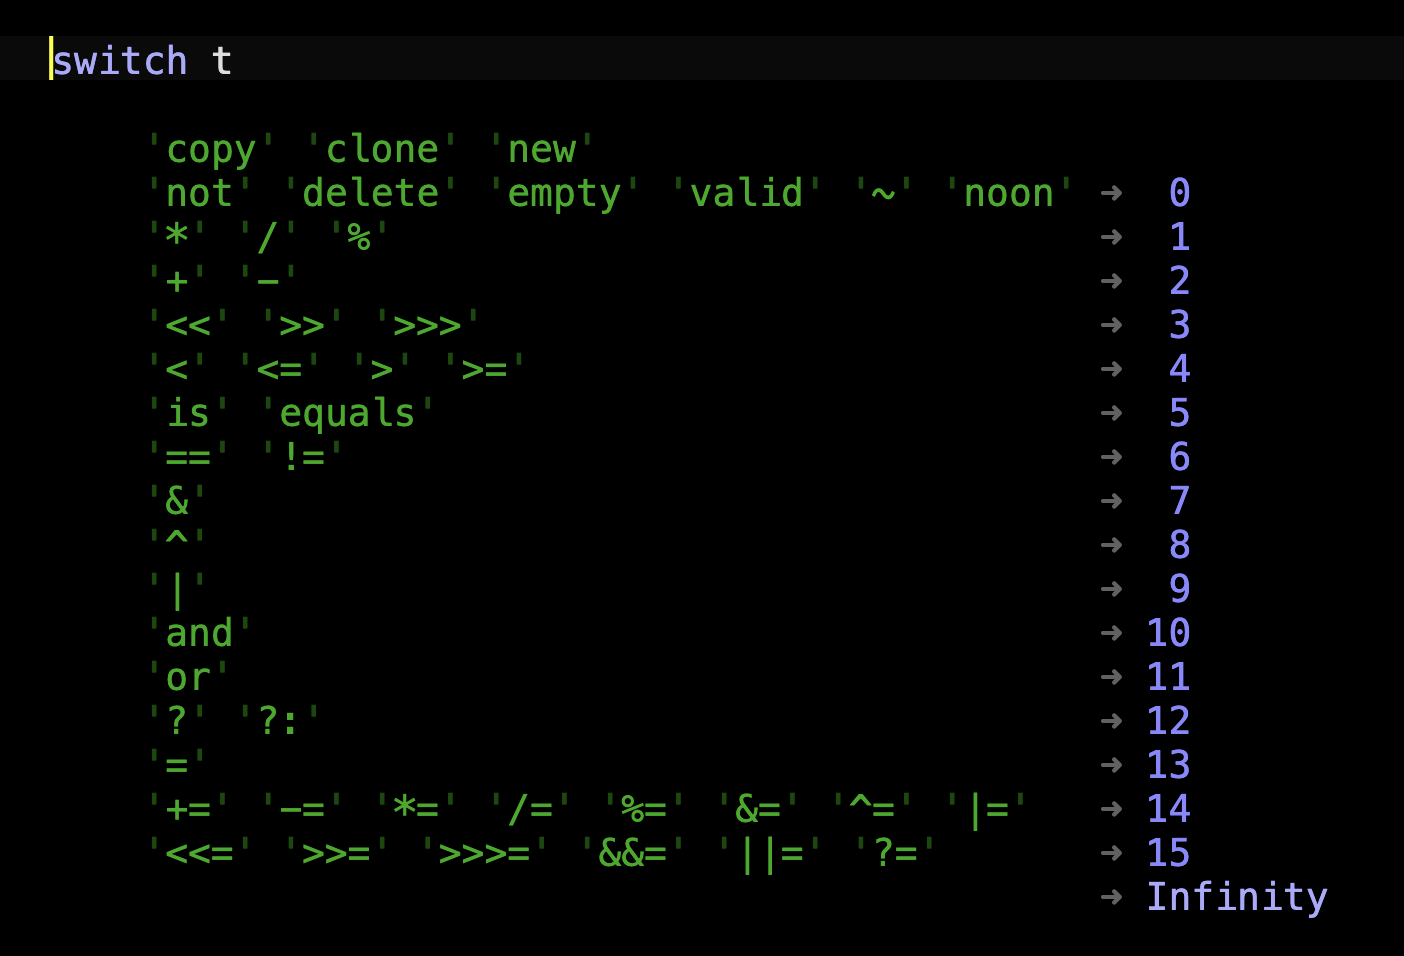 switch t
'copy' 'clone' 'new'
'not' 'delete' 'empty' 'valid' '~' 'noon' ➜ 0
'*' '/' '%' ➜ 1
'+' '−' ➜ 2
'<<' '>>' '>>>' ➜ 3
'<' '<=' '>' '>=' ➜ 4
'is' 'equals' ➜ 5
'==' '!=' ➜ 6
'&' ➜ 7
'^' ➜ 8
'|' ➜ 9
'and' ➜ 10
'or' ➜ 11
'?' '?:' ➜ 12
'=' ➜ 13
'+=' '−=' '*=' '/=' '%=' '&=' '^=' '|=' ➜ 14
'<<=' '>>=' '>>>=' '&&=' '||=' '?=' ➜ 15
➜ Infinity